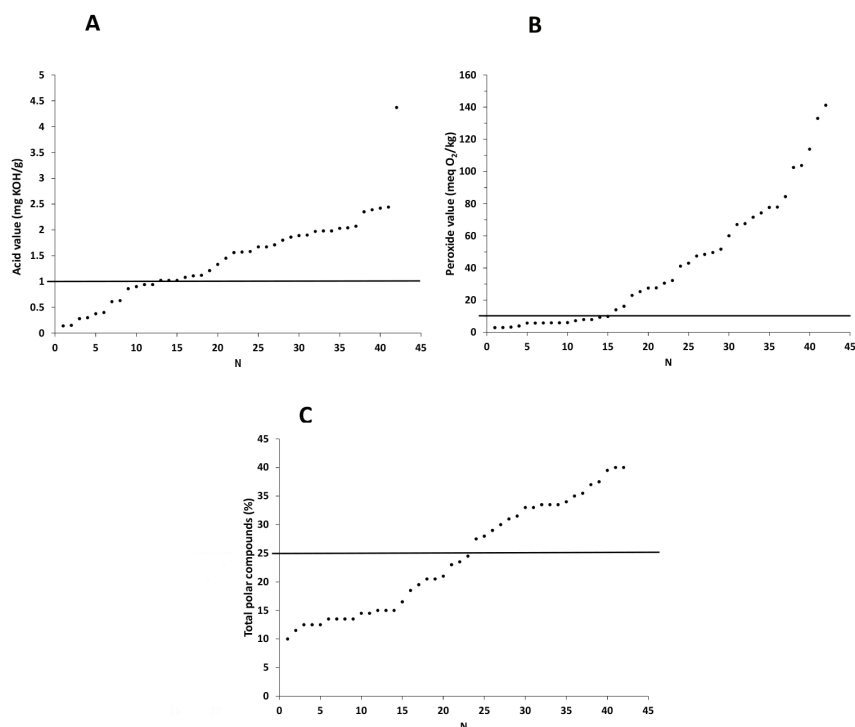 A
B
Acid value (mg KOH/g)
5
4.5
4
3.5
3
2.5
2
1.5
1
0.5
0
0 5 10 15 20 25 30 35 40 45
N
Peroxide value (meq O₂/kg)
160
140
120
100
80
60
40
20
10
0
0 5 10 15 20 25 30 35 40 45
N
C
Total polar compounds (%)
45
40
35
30
25
20
15
10
5
0
0 5 10 15 20 25 30 35 40 45
N